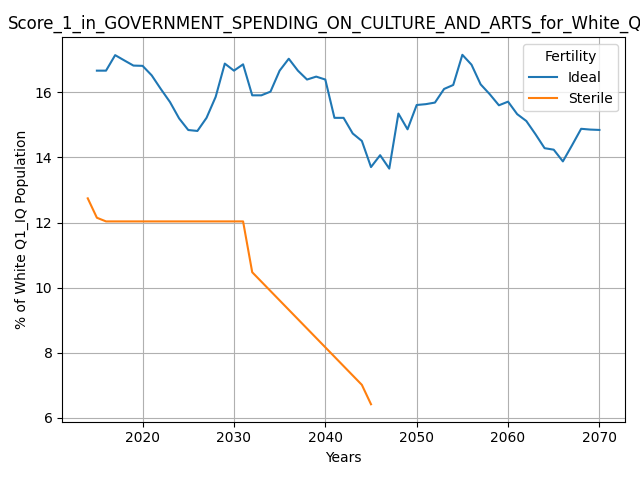 Score_1_in_GOVERNMENT_SPENDING_ON_CULTURE_AND_ARTS_for_White_Q
Fertility
Ideal
Sterile
% of White Q1_IQ Population
16
14
12
10
8
6
2020 2030 2040 2050 2060 2070
Years